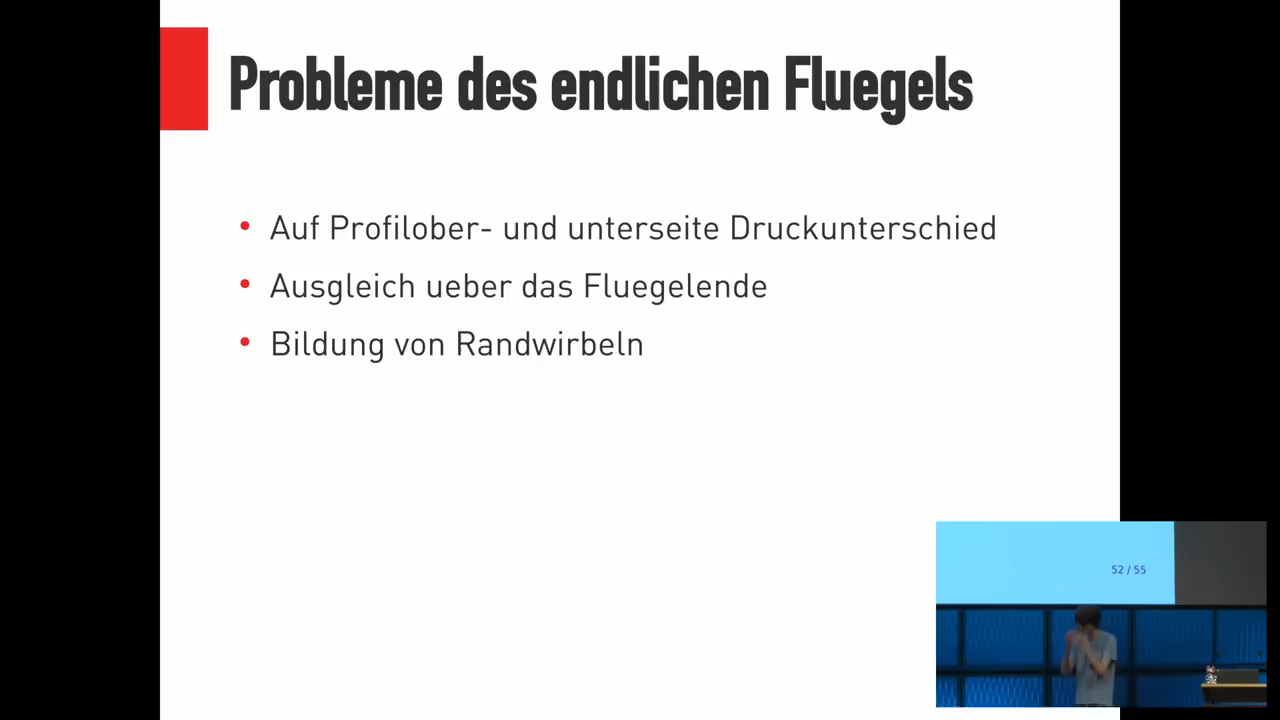 Probleme des endlichen Fluegels
Auf Profilober- und unterseite Druckunterschied
Ausgleich ueber das Fluegelende
Bildung von Randwirbeln
52 / 55